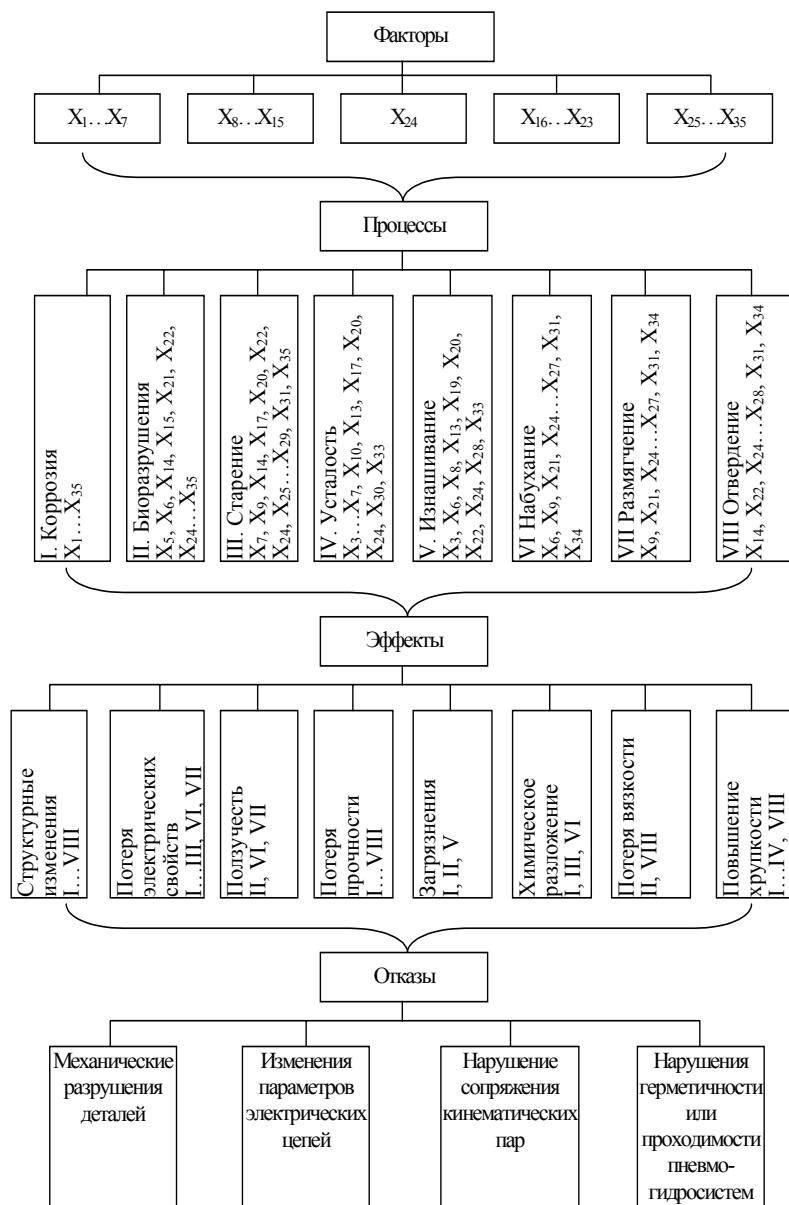 Факторы
X₁…X₇
X₈…X₁₅
X₂₄
X₁₆…X₂₃
X₂₅…X₃₅
Процессы
I. Коррозия
X₁…X₃₅
II. Биоразрушения
X₅, X₆, X₁₄, X₁₅, X₂₁, X₂₂,
X₂₄…X₃₅
III. Старение
X₇, X₉, X₁₄, X₁₇, X₂₀, X₂₂,
X₂₄, X₂₅…X₂₉, X₃₁, X₃₅
IV. Усталость
X₃…X₇, X₁₀, X₁₃, X₁₇, X₂₀,
X₂₄, X₃₀, X₃₃
V. Изнашивание
X₃, X₆, X₈, X₁₃, X₁₉, X₂₀,
X₂₂, X₂₄, X₂₈, X₃₃
VI Набухание
X₆, X₉, X₂₁, X₂₄…X₂₇, X₃₁,
X₃₄
VII Размягчение
X₉, X₂₁, X₂₄…X₂₇, X₃₁, X₃₄
VIII Отвердение
X₁₄, X₂₂, X₂₄…X₂₈, X₃₁, X₃₄
Эффекты
Структурные
изменения
I…VIII
Потеря
электрических
свойств
I…III, VI, VII
Ползучесть
II, VI, VII
Потеря
прочности
I…VIII
Загрязнения
I, II, V
Химическое
разложение
I, III, VI
Потеря вязкости
II, VIII
Повышение
хрупкости
I…IV, VIII
Отказы
Механические
разрушения
деталей
Изменения
параметров
электрических
цепей
Нарушение
сопряжения
кинематических
пар
Нарушения
герметичности
или
проходимости
пневмо-
гидросистем